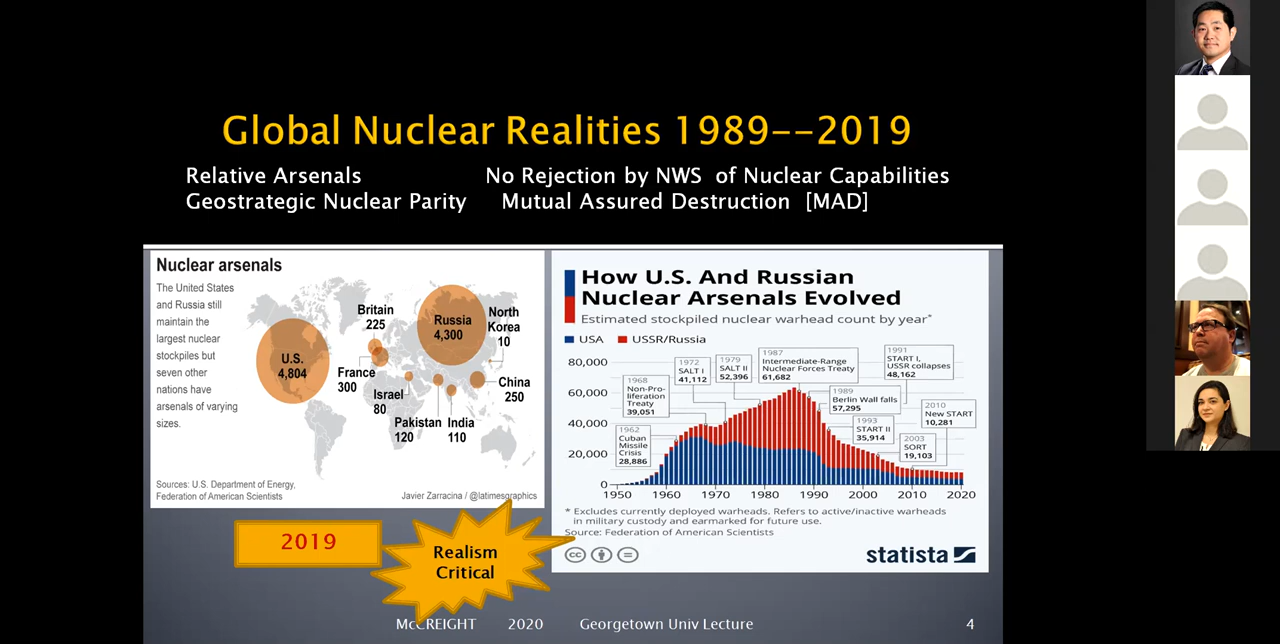 Global Nuclear Realities 1989--2019
Relative Arsenals No Rejection by NWS of Nuclear Capabilities
Geostrategic Nuclear Parity Mutual Assured Destruction [MAD]
Nuclear arsenals
The United States
and Russia still
maintain the
largest nuclear
stockpiles but
seven other
nations have
arsenals of varying
sizes.
U.S.
4,804
Britain
225
France
300
Russia
4,300
North
Korea
10
Israel
80
Pakistan
120
India
110
China
250
Sources: U.S. Department of Energy,
Federation of American Scientists
Javier Zarracina / @latimesgraphics
How U.S. And Russian
Nuclear Arsenals Evolved
Estimated stockpiled nuclear warhead count by year*
USA USSR/Russia
80,000
60,000
40,000
20,000
0
1962
Cuban
Missile
Crisis
28,886
1968
Non-Pro-
liferation
Treaty
39,051
1972
SALT I
41,112
1979
SALT II
52,396
1987
Intermediate-Range
Nuclear Forces Treaty
61,682
1989
Berlin Wall falls
57,295
1991
START I,
USSR collapses
48,162
1993
START II
35,914
2003
SORT
19,103
2010
New START
10,281
1950 1960 1970 1980 1990 2000 2010 2020
* Excludes currently deployed warheads. Refers to active/inactive warheads
in military custody and earmarked for future use.
Source: Federation of American Scientists
cc
statista
2019
Realism
Critical
McCREIGHT 2020 Georgetown Univ Lecture 4